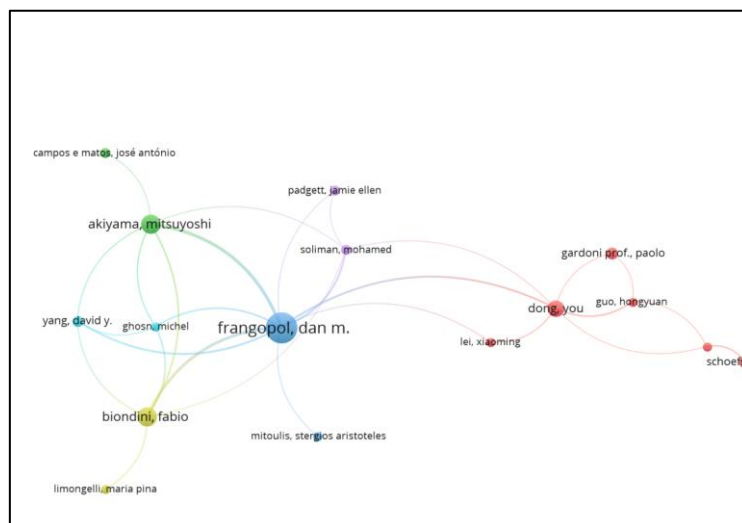 campos e matos, josé antónio
padgett, jamie ellen
akiyama, mitsuyoshi
soliman, mohamed
gardoni prof., paolo
dong, you
guo, hongyuan
yang, david y.
ghosn, michel
frangopol, dan m.
lei, xiaoming
schoef
biondini, fabio
mitoulis, stergios aristoteles
limongelli, maria pina